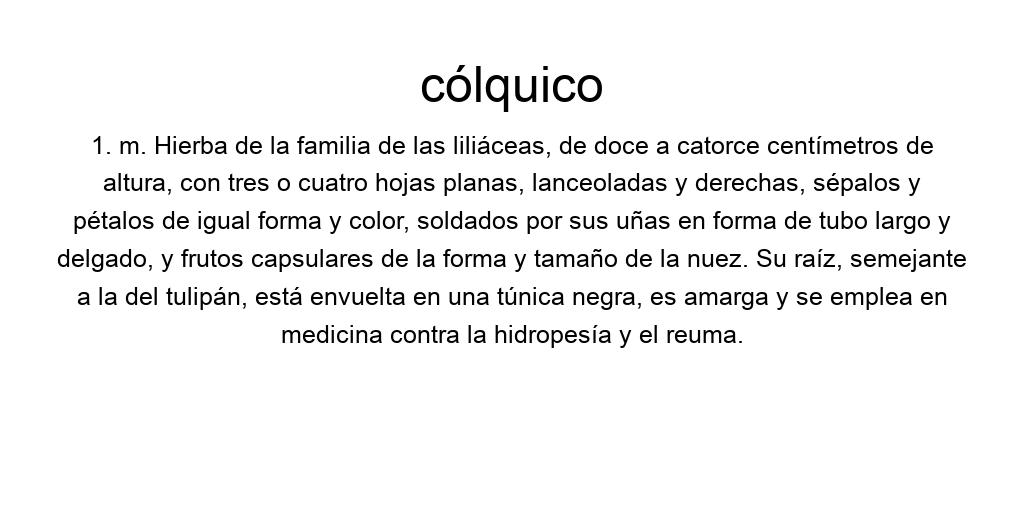 cólquico
1. m. Hierba de la familia de las liliáceas, de doce a catorce centímetros de
altura, con tres o cuatro hojas planas, lanceoladas y derechas, sépalos y
pétalos de igual forma y color, soldados por sus uñas en forma de tubo largo y
delgado, y frutos capsulares de la forma y tamaño de la nuez. Su raíz, semejante
a la del tulipán, está envuelta en una túnica negra, es amarga y se emplea en
medicina contra la hidropesía y el reuma.